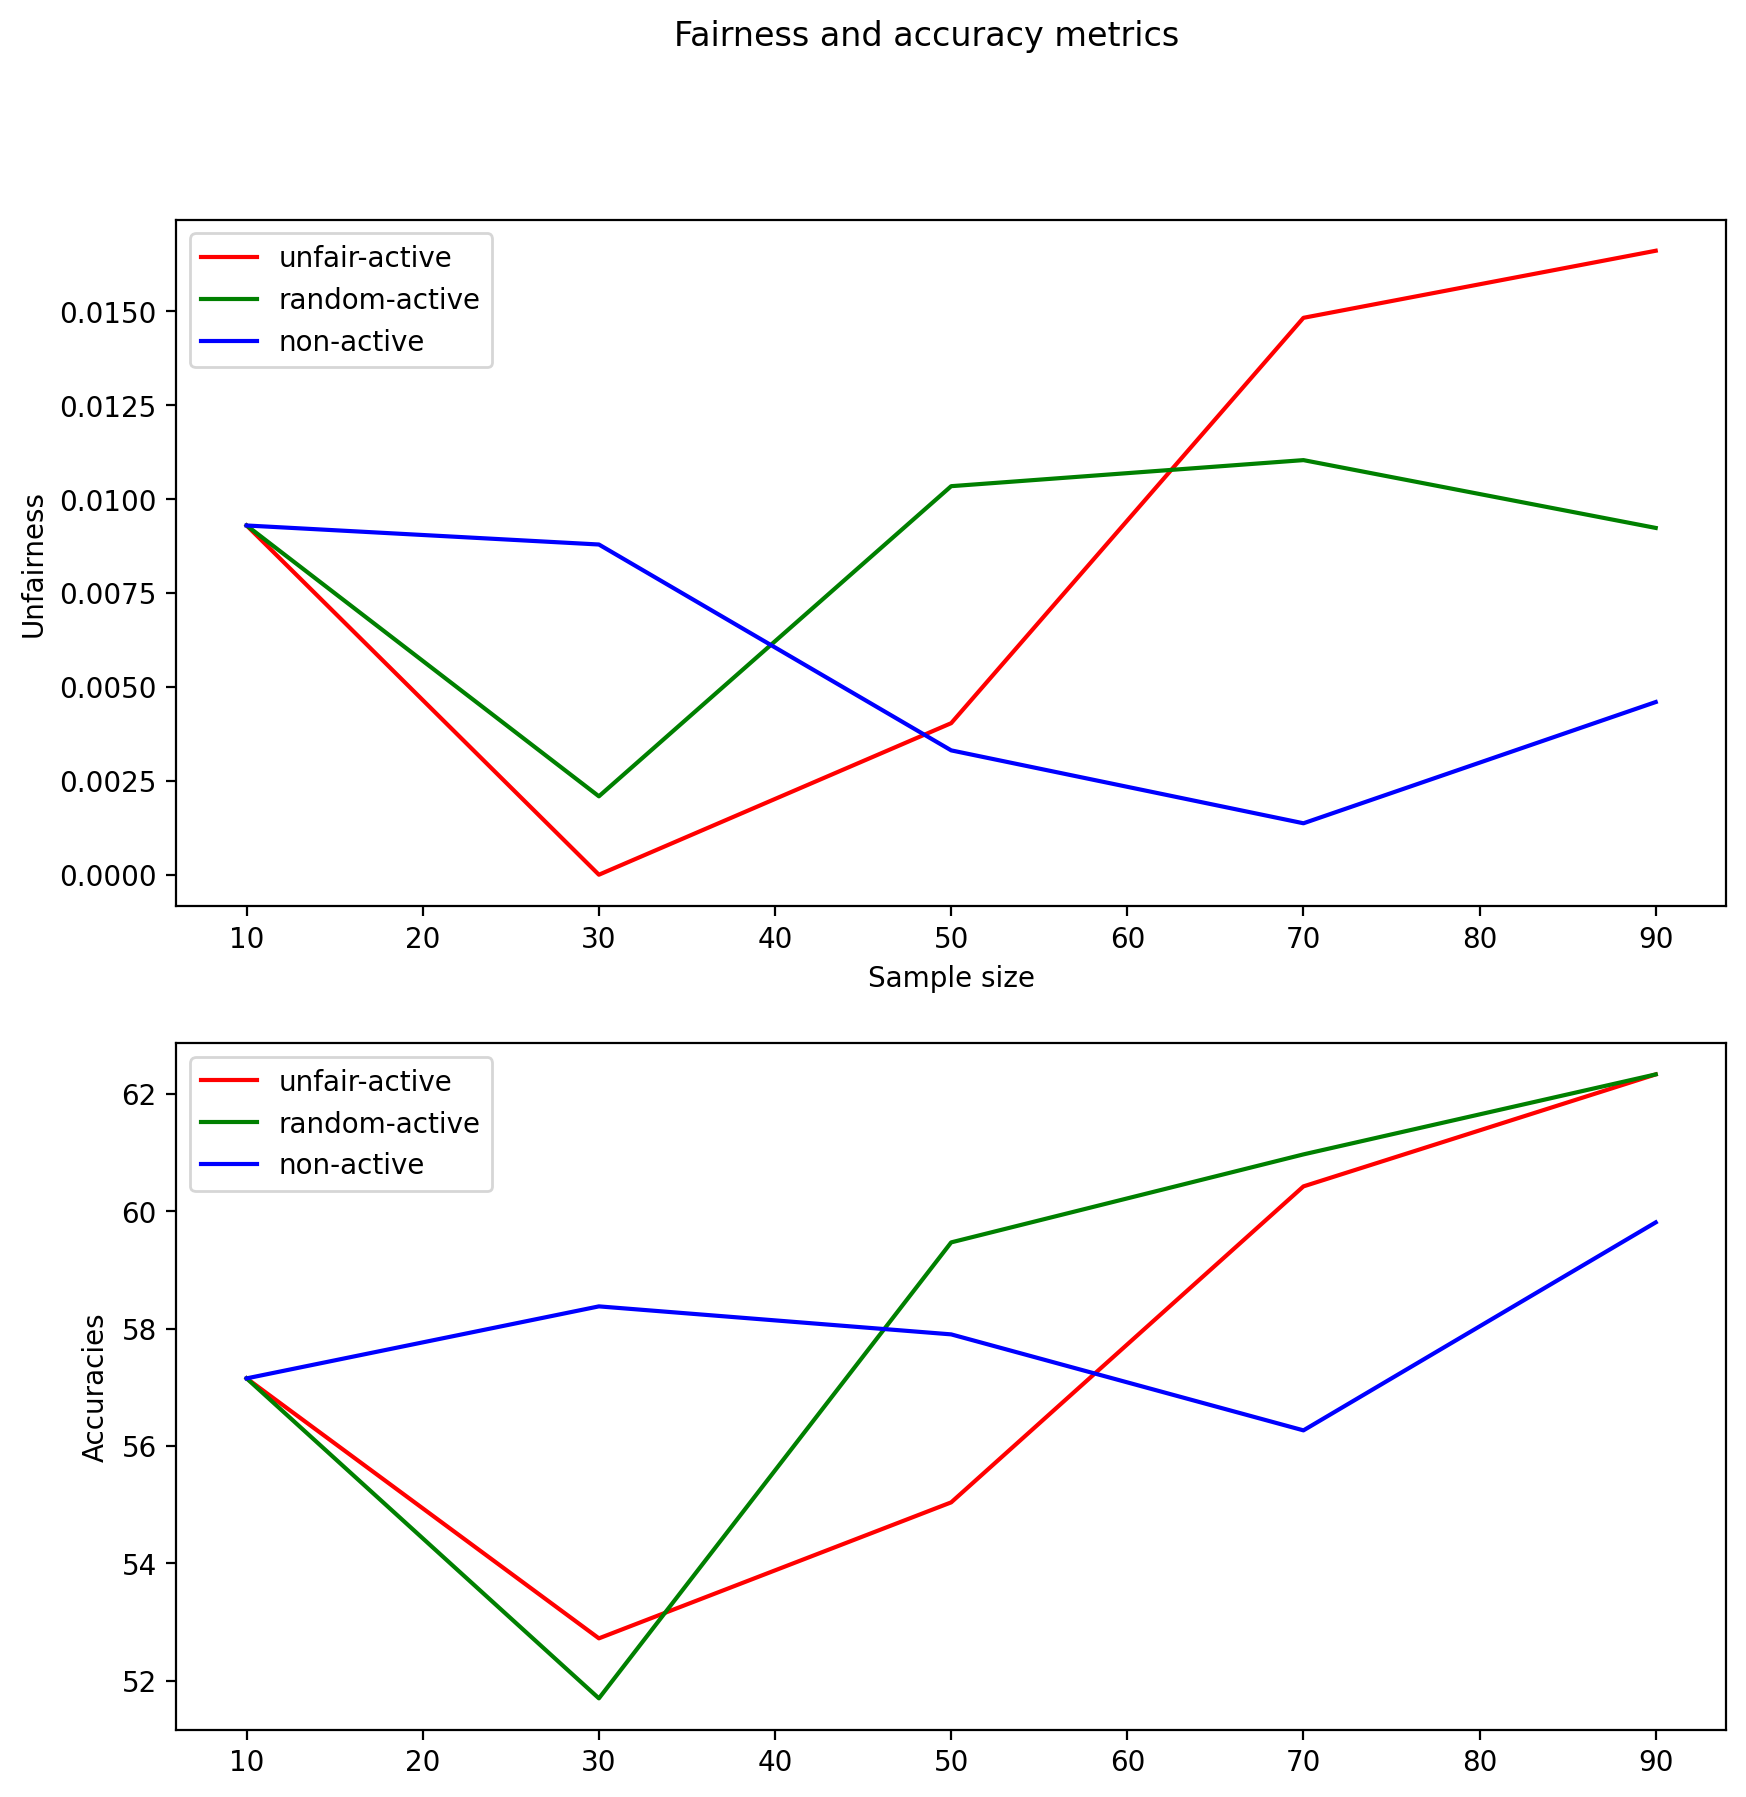 Fairness and accuracy metrics
unfair-active
random-active
non-active
0.0150
0.0125
0.0100
0.0075
0.0050
0.0025
0.0000
Unfairness
10 20 30 40 50 60 70 80 90
Sample size
unfair-active
random-active
non-active
62
60
58
56
54
52
Accuracies
10 20 30 40 50 60 70 80 90